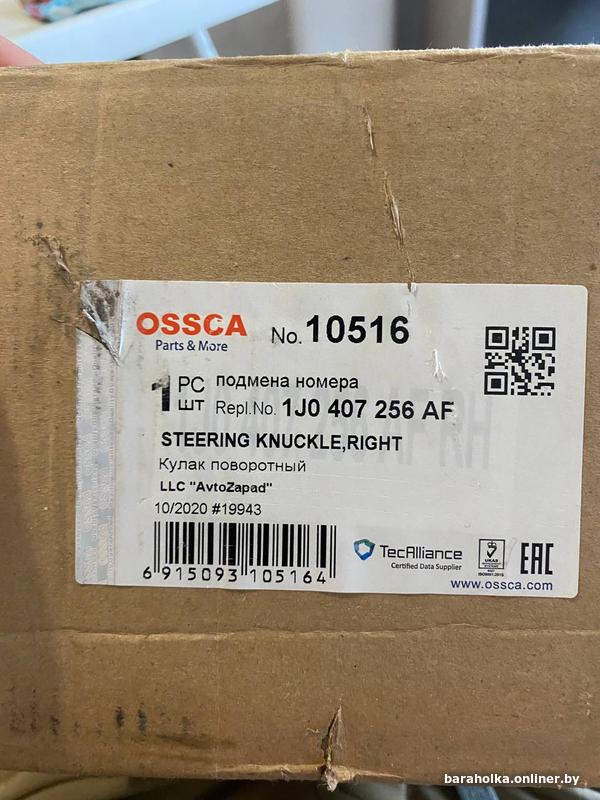 OSSCA
Parts & More
No. 10516
1 PC
ШТ
подмена номера
Repl.No. 1J0 407 256 AF
STEERING KNUCKLE,RIGHT
Кулак поворотный
LLC "AvtoZapad"
10/2020 #19943
6 915093 105164
TecAlliance
Certified Data Supplier
UKAS
EAC
www.ossca.com
baraholka.onliner.by